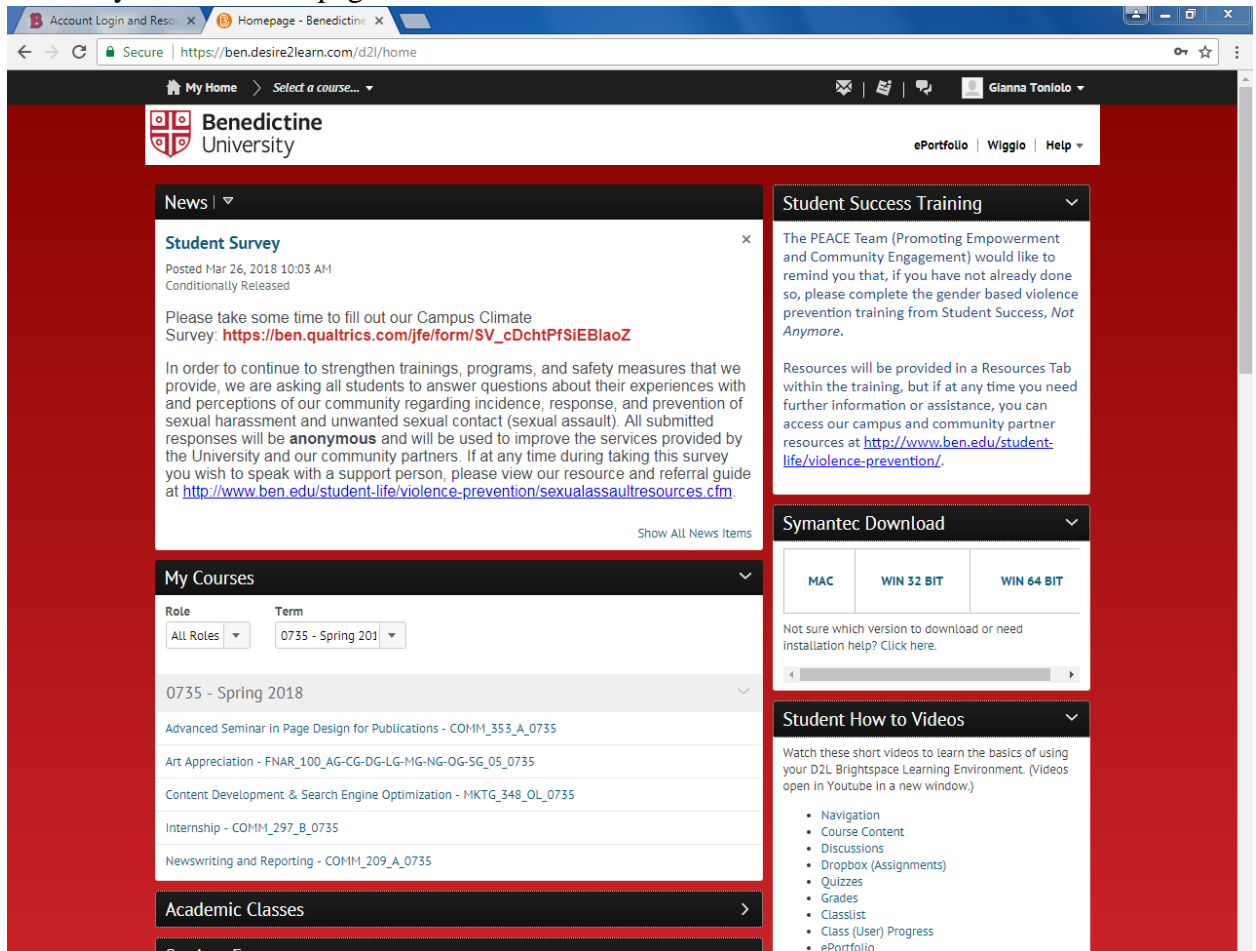 Account Login and Reso
Homepage - Benedictine
Secure | https://ben.desire2learn.com/d2l/home
My Home Select a course...
Gianna Toniolo
Benedictine
University
ePortfolio | Wiggio | Help
News
Student Survey
Posted Mar 26, 2018 10:03 AM
Conditionally Released
Please take some time to fill out our Campus Climate
Survey: https://ben.qualtrics.com/jfe/form/SV_cDchtPfSiEBlaoZ
In order to continue to strengthen trainings, programs, and safety measures that we
provide, we are asking all students to answer questions about their experiences with
and perceptions of our community regarding incidence, response, and prevention of
sexual harassment and unwanted sexual contact (sexual assault). All submitted
responses will be anonymous and will be used to improve the services provided by
the University and our community partners. If at any time during taking this survey
you wish to speak with a support person, please view our resource and referral guide
at http://www.ben.edu/student-life/violence-prevention/sexualassaultresources.cfm.
Show All News Items
My Courses
Role Term
All Roles 0735 - Spring 201
0735 - Spring 2018
Advanced Seminar in Page Design for Publications - COMM_353_A_0735
Art Appreciation - FNAR_100_AG-CG-DG-LG-MG-NG-OG-SG_05_0735
Content Development & Search Engine Optimization - MKTG_348_OL_0735
Internship - COMM_297_B_0735
Newswriting and Reporting - COMM_209_A_0735
Academic Classes
Student Success Training
The PEACE Team (Promoting Empowerment
and Community Engagement) would like to
remind you that, if you have not already done
so, please complete the gender based violence
prevention training from Student Success, Not
Anymore.
Resources will be provided in a Resources Tab
within the training, but if at any time you need
further information or assistance, you can
access our campus and community partner
resources at http://www.ben.edu/student-
life/violence-prevention/.
Symantec Download
MAC WIN 32 BIT WIN 64 BIT
Not sure which version to download or need
installation help? Click here.
Student How to Videos
Watch these short videos to learn the basics of using
your D2L Brightspace Learning Environment. (Videos
open in Youtube in a new window.)
• Navigation
• Course Content
• Discussions
• Dropbox (Assignments)
• Quizzes
• Grades
• Classlist
• Class (User) Progress
• ePortfolio